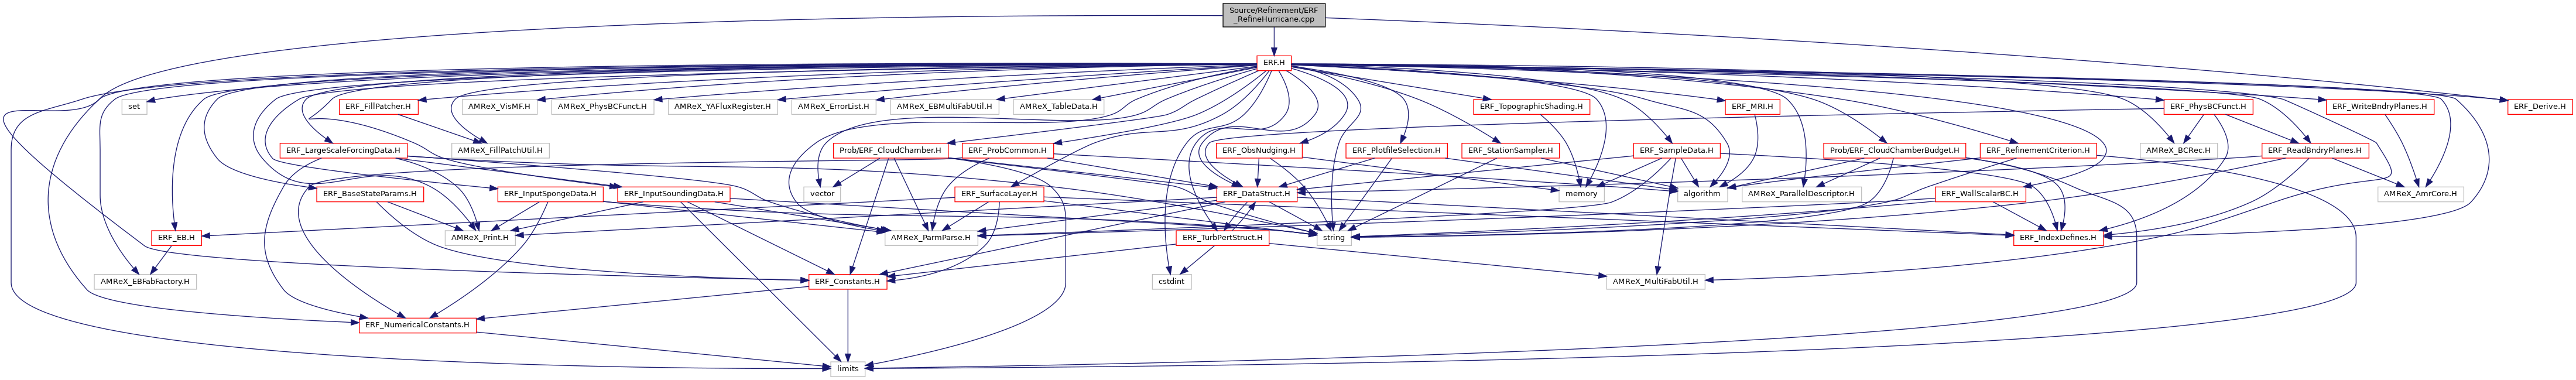 Source/Refinement/ERF
_RefineHurricane.cpp
ERF.H
set
ERF_FillPatcher.H
AMReX_VisMF.H
AMReX_PhysBCFunct.H
AMReX_YAFluxRegister.H
AMReX_ErrorList.H
AMReX_EBMultiFabUtil.H
AMReX_TableData.H
ERF_TopographicShading.H
ERF_MRI.H
ERF_PhysBCFunct.H
ERF_WriteBndryPlanes.H
ERF_Derive.H
ERF_LargeScaleForcingData.H
AMReX_FillPatchUtil.H
Prob/ERF_CloudChamber.H
ERF_ProbCommon.H
ERF_ObsNudging.H
ERF_PlotfileSelection.H
ERF_StationSampler.H
ERF_SampleData.H
Prob/ERF_CloudChamberBudget.H
ERF_RefinementCriterion.H
AMReX_BCRec.H
ERF_ReadBndryPlanes.H
ERF_BaseStateParams.H
ERF_InputSpongeData.H
ERF_InputSoundingData.H
vector
ERF_SurfaceLayer.H
ERF_DataStruct.H
memory
algorithm
AMReX_ParallelDescriptor.H
ERF_WallScalarBC.H
AMReX_AmrCore.H
ERF_EB.H
AMReX_Print.H
AMReX_ParmParse.H
ERF_TurbPertStruct.H
string
ERF_IndexDefines.H
AMReX_EBFabFactory.H
ERF_Constants.H
cstdint
AMReX_MultiFabUtil.H
ERF_NumericalConstants.H
limits